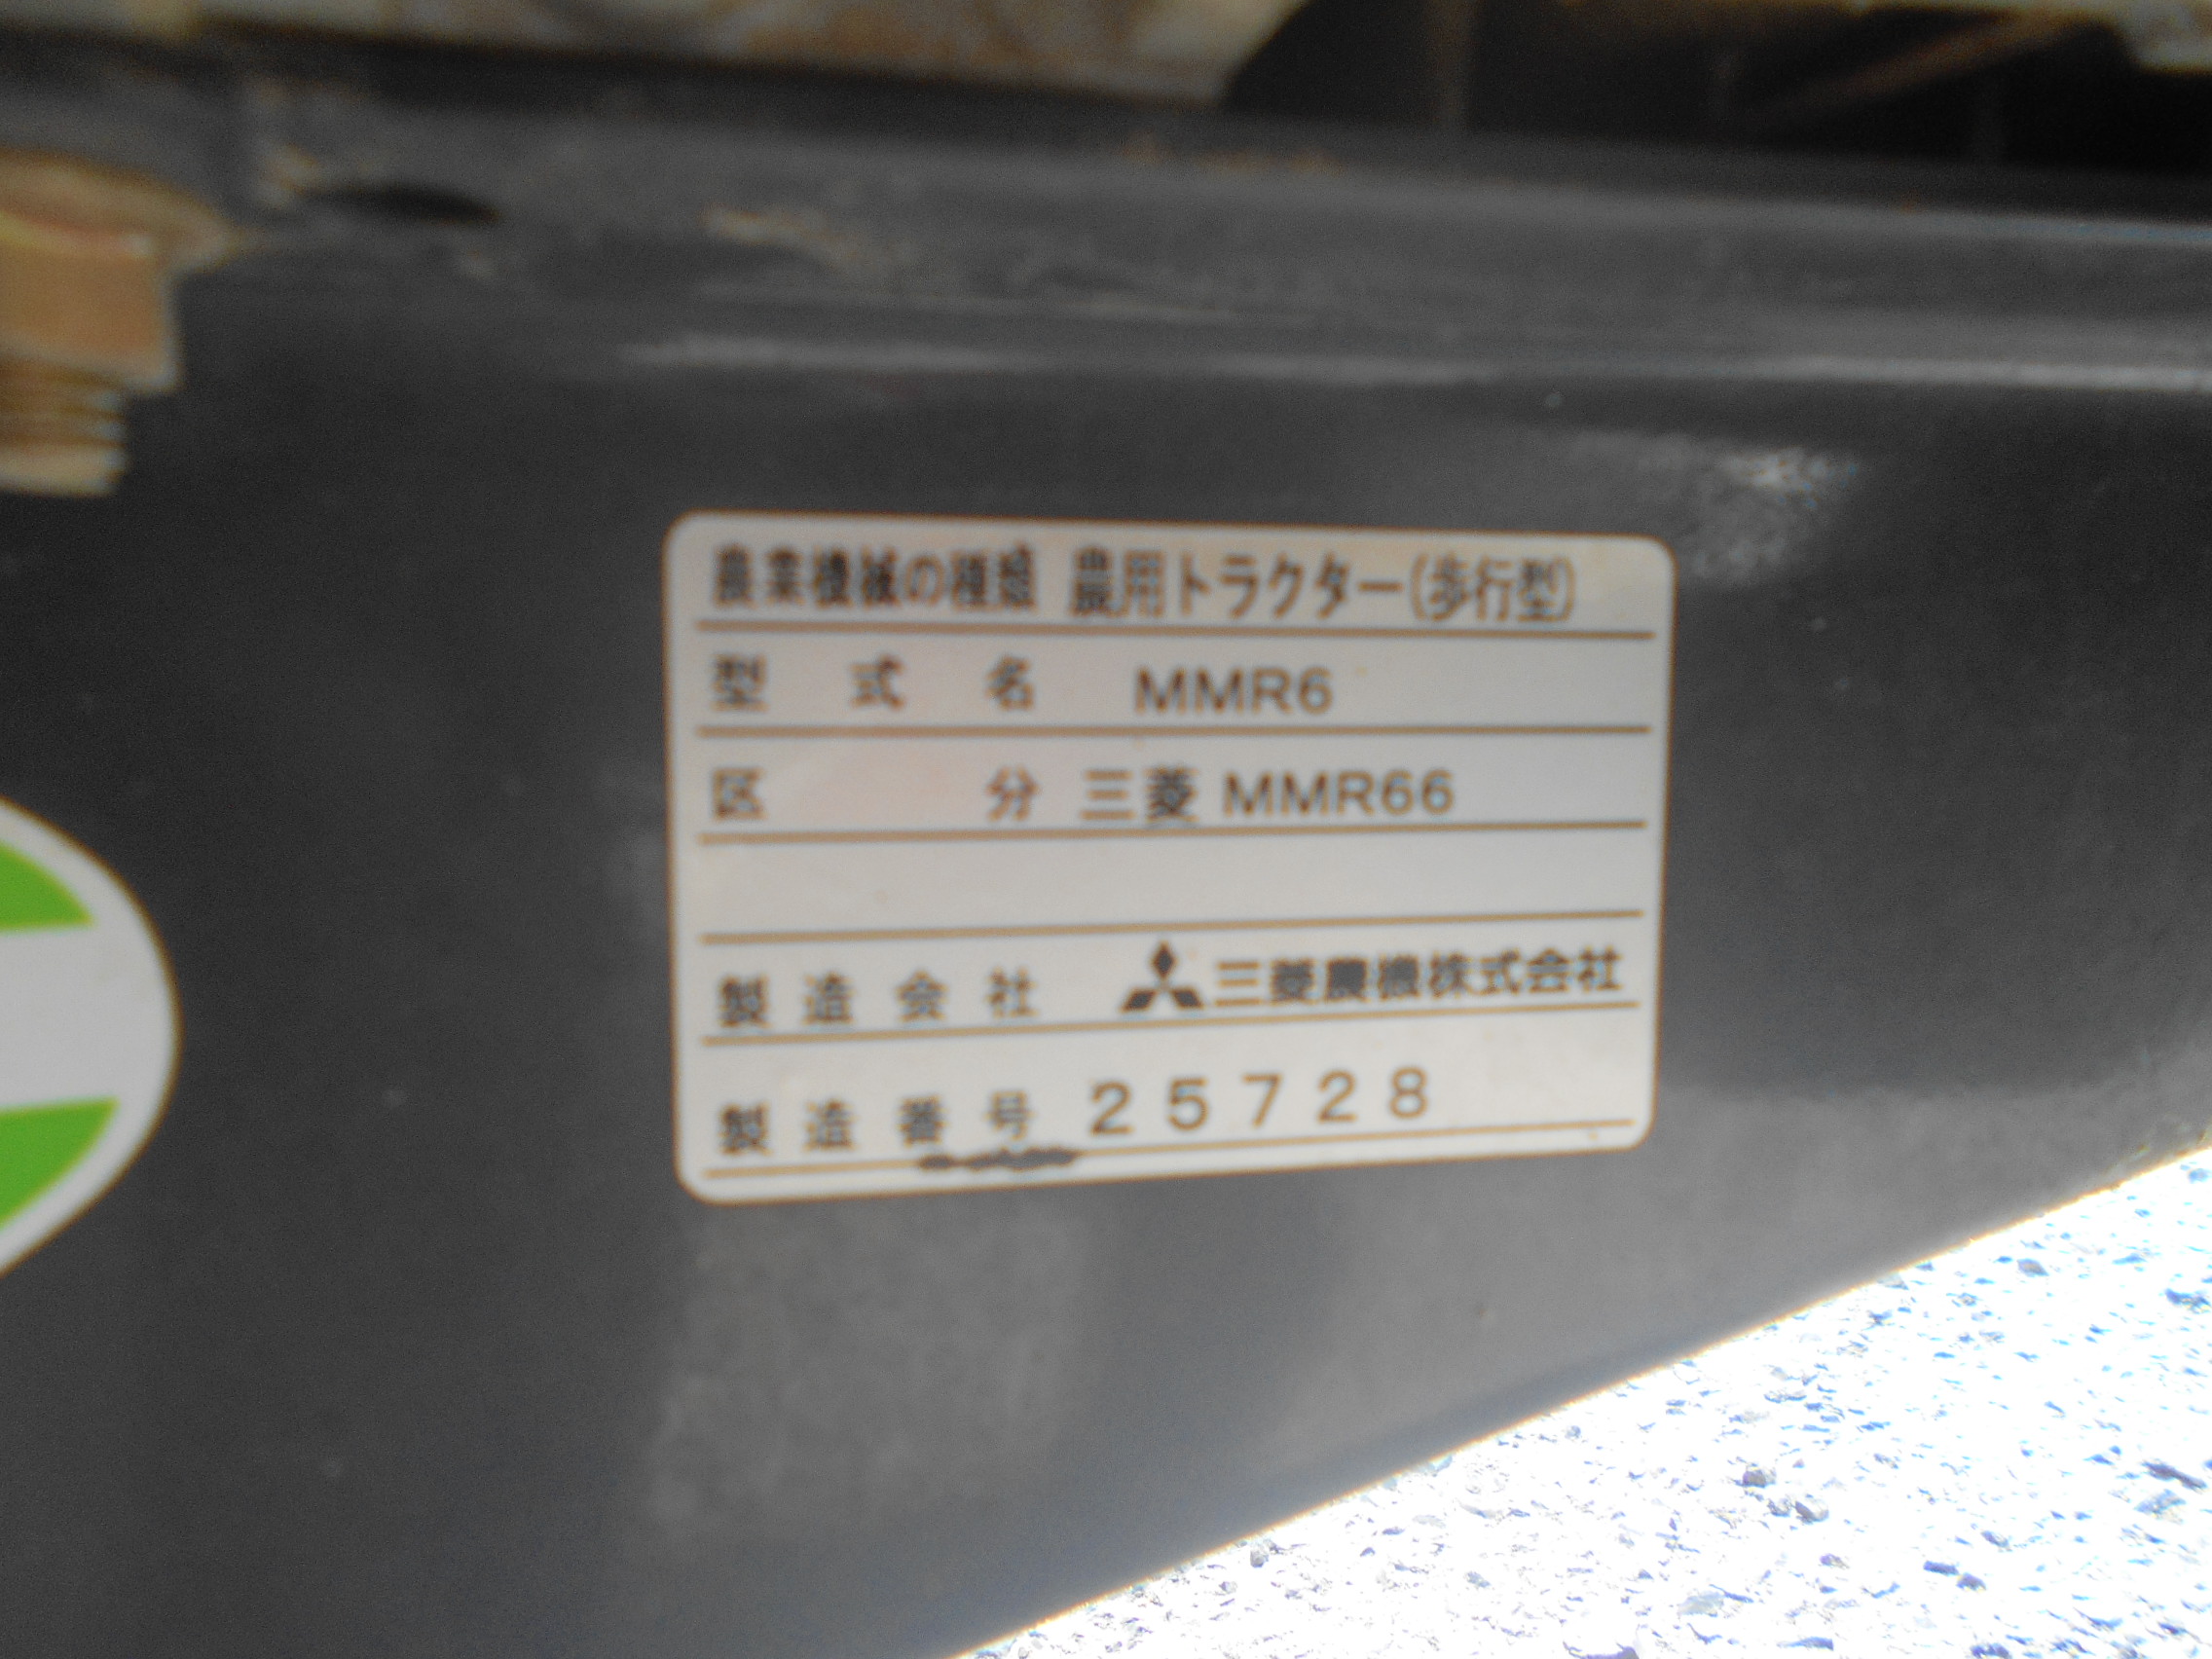 農業機械の種類 農用トラクター(歩行型)
型式名 MMR6
区分 三菱 MMR66
製造会社 三菱農機株式会社
製造番号 25728